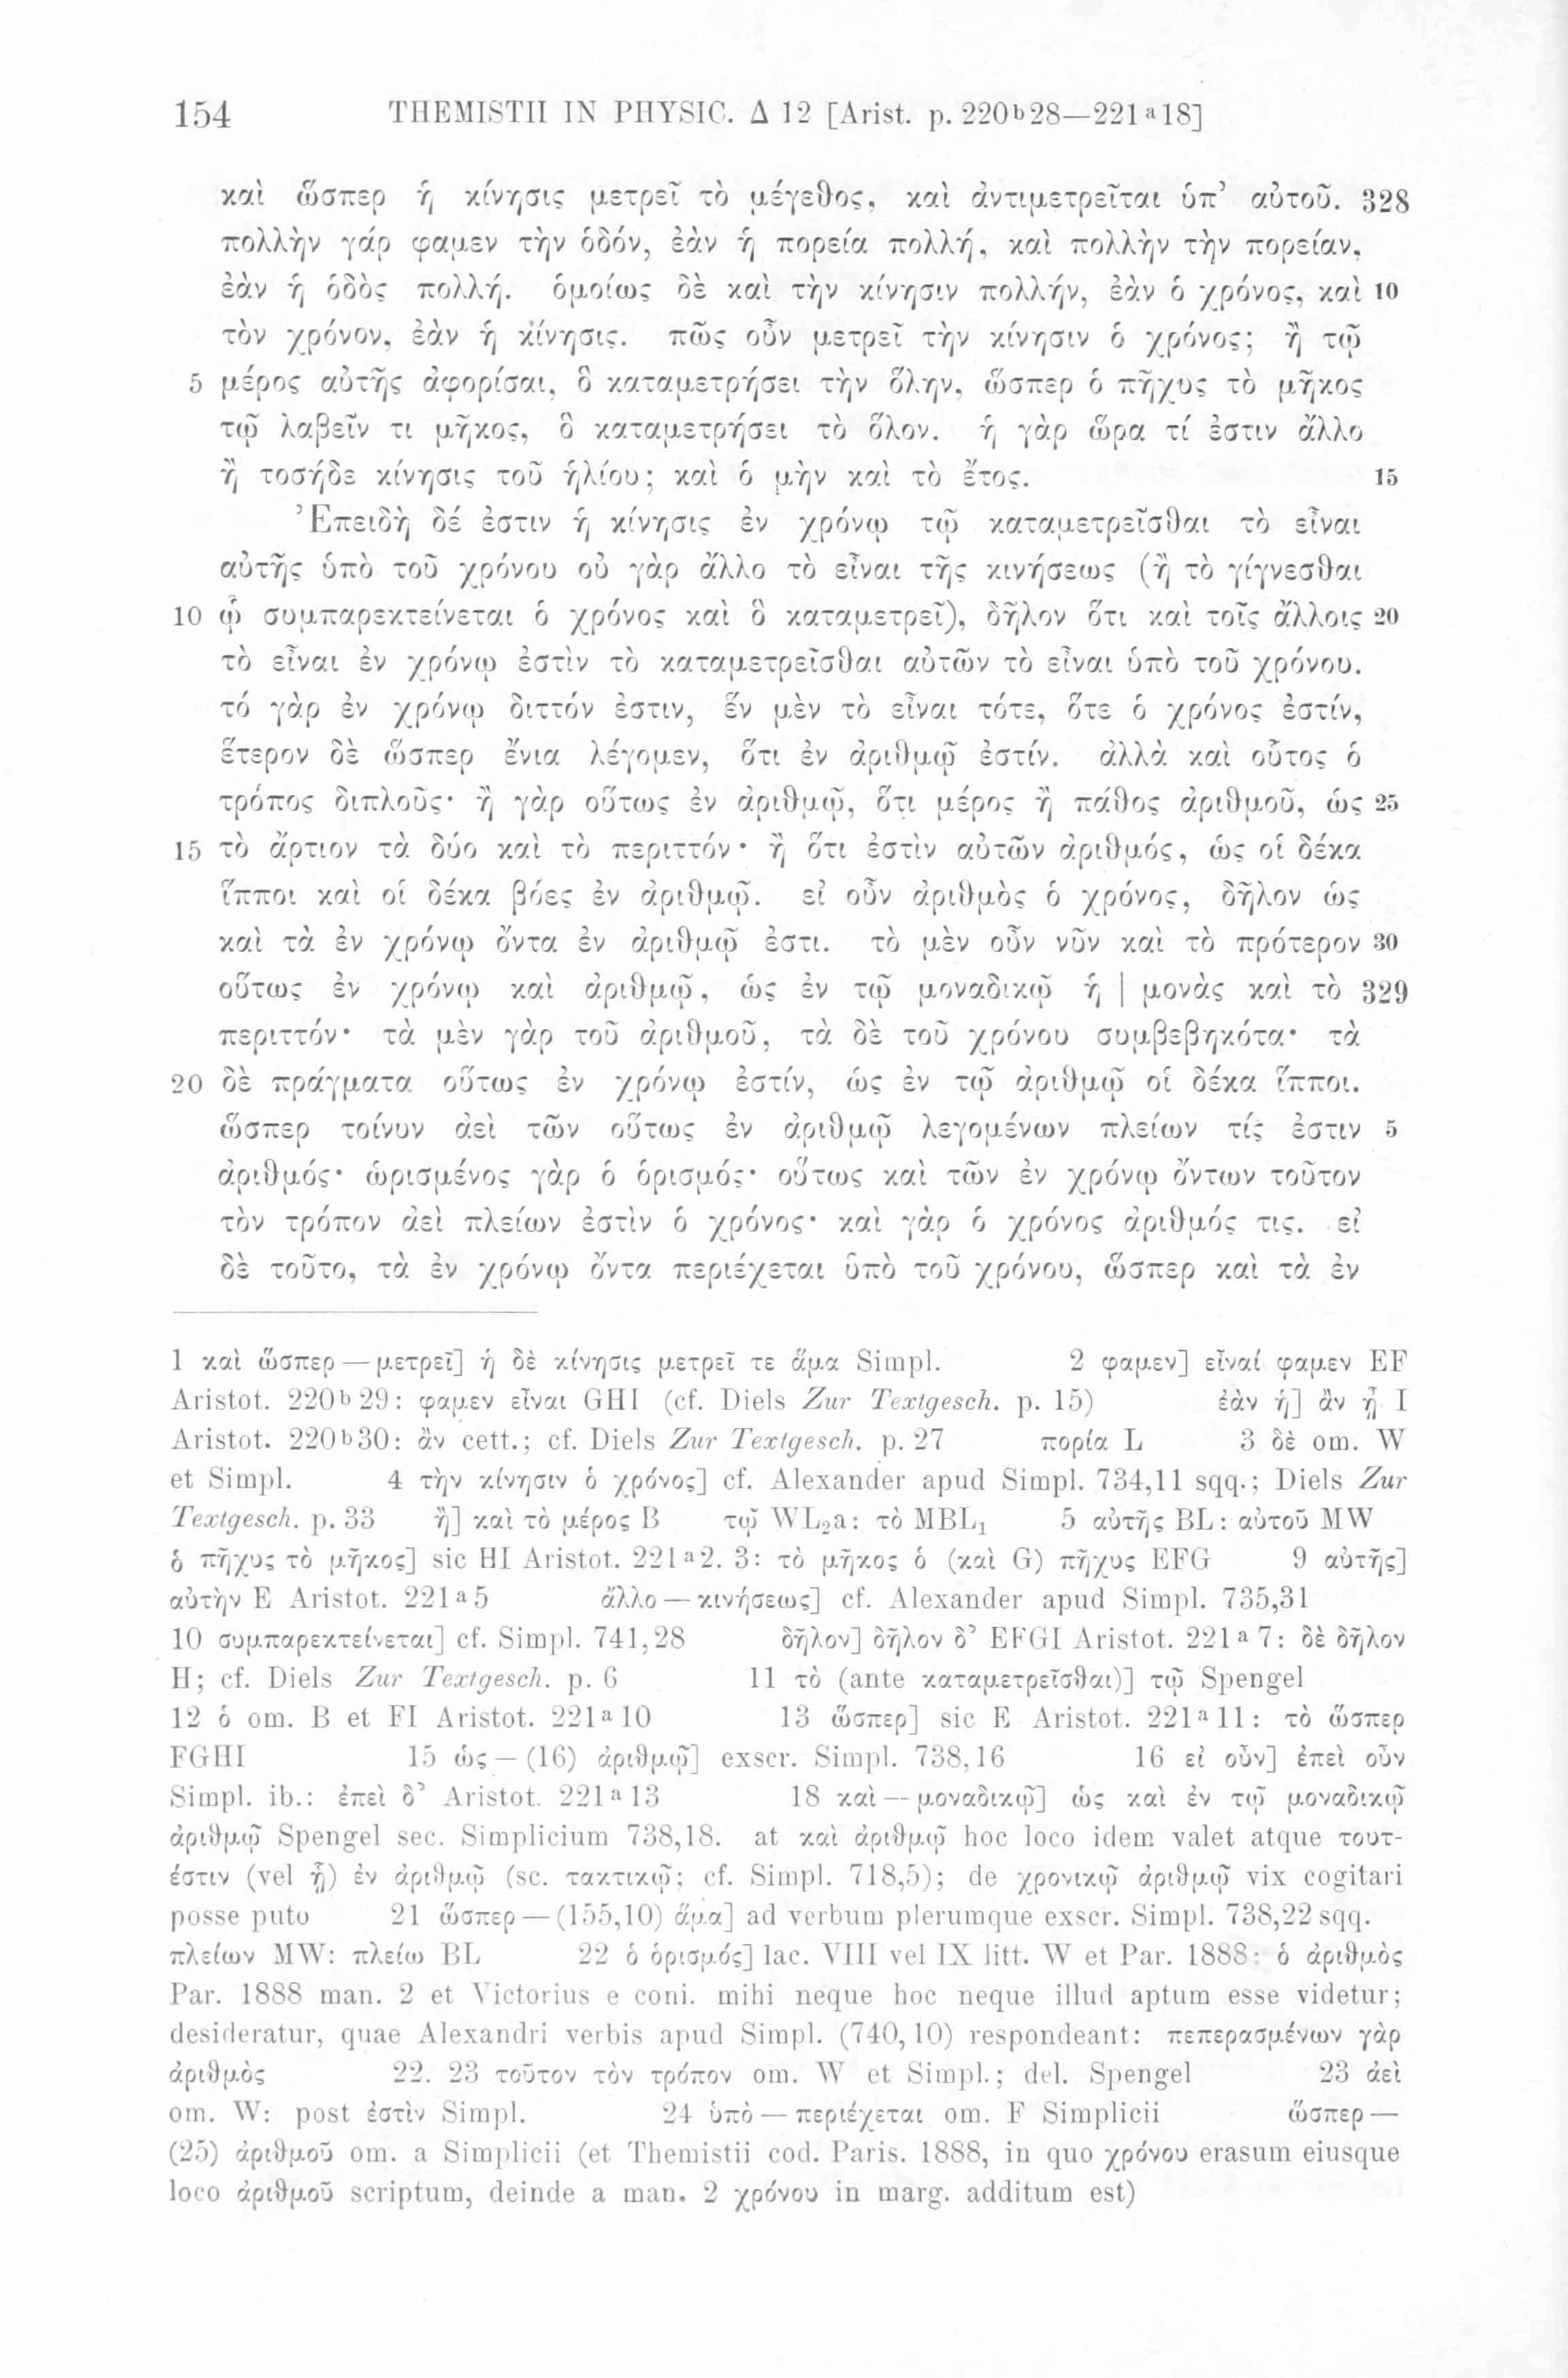 154 THEMISTII IN PHYSIC. Δ 12 [Arist. p. 220ᵇ28—221ᵃ18]
καὶ ὥσπερ ἡ κίνησις μετρεῖ τὸ μέγεθος, καὶ ἀντιμετρεῖται ὑπ’ αὐτοῦ. 328
πολλὴν γάρ φαμεν τὴν ὁδόν, ἐὰν ἡ πορεία πολλή, καὶ πολλὴν τὴν πορείαν,
ἐὰν ἡ ὁδὸς πολλή. ὁμοίως δὲ καὶ τὴν κίνησιν πολλήν, ἐὰν ὁ χρόνος, καὶ 10
τὸν χρόνον, ἐὰν ἡ κίνησις. πῶς οὖν μετρεῖ τὴν κίνησιν ὁ χρόνος; ἢ τῷ
5 μέρος αὐτῆς ἀφορίσαι, ὃ καταμετρήσει τὴν ὅλην, ὥσπερ ὁ πῆχυς τὸ μῆκος
τῷ λαβεῖν τι μῆκος, ὃ καταμετρήσει τὸ ὅλον. ἡ γὰρ ὥρα τί ἐστιν ἄλλο
ἢ τοσήδε κίνησις τοῦ ἡλίου; καὶ ὁ μὴν καὶ τὸ ἔτος. 15
Ἐπειδὴ δέ ἐστιν ἡ κίνησις ἐν χρόνῳ τῷ καταμετρεῖσθαι τὸ εἶναι
αὐτῆς ὑπὸ τοῦ χρόνου οὐ γὰρ ἄλλο τὸ εἶναι τῆς κινήσεως (ἢ τὸ γίγνεσθαι
10 ᾧ συμπαρεκτείνεται ὁ χρόνος καὶ ὃ καταμετρεῖ), δῆλον ὅτι καὶ τοῖς ἄλλοις 20
τὸ εἶναι ἐν χρόνῳ ἐστὶν τὸ καταμετρεῖσθαι αὐτῶν τὸ εἶναι ὑπὸ τοῦ χρόνου.
τό γὰρ ἐν χρόνῳ διττόν ἐστιν, ἓν μὲν τὸ εἶναι τότε, ὅτε ὁ χρόνος ἐστίν,
ἕτερον δὲ ὥσπερ ἔνια λέγομεν, ὅτι ἐν ἀριθμῷ ἐστίν. ἀλλὰ καὶ οὗτος ὁ
τρόπος διπλοῦς· ἢ γὰρ οὕτως ἐν ἀριθμῷ, ὅτι μέρος ἢ πάθος ἀριθμοῦ, ὡς 25
15 τὸ ἄρτιον τὰ δύο καὶ τὸ περιττόν· ἢ ὅτι ἐστὶν αὐτῶν ἀριθμός, ὡς οἱ δέκα
ἵπποι καὶ οἱ δέκα βόες ἐν ἀριθμῷ. εἰ οὖν ἀριθμὸς ὁ χρόνος, δῆλον ὡς
καὶ τὰ ἐν χρόνῳ ὄντα ἐν ἀριθμῷ ἐστι. τὸ μὲν οὖν νῦν καὶ τὸ πρότερον 30
οὕτως ἐν χρόνῳ καὶ ἀριθμῷ, ὡς ἐν τῷ μοναδικῷ ἡ | μονὰς καὶ τὸ 329
περιττόν· τὰ μὲν γὰρ τοῦ ἀριθμοῦ, τὰ δὲ τοῦ χρόνου συμβεβηκότα· τὰ
20 δὲ πράγματα οὕτως ἐν χρόνῳ ἐστίν, ὡς ἐν τῷ ἀριθμῷ οἱ δέκα ἵπποι.
ὥσπερ τοίνυν ἀεὶ τῶν οὕτως ἐν ἀριθμῷ λεγομένων πλείων τίς ἐστιν 5
ἀριθμός· ὡρισμένος γὰρ ὁ ὁρισμός· οὕτως καὶ τῶν ἐν χρόνῳ ὄντων τοῦτον
τὸν τρόπον ἀεὶ πλείων ἐστὶν ὁ χρόνος· καὶ γὰρ ὁ χρόνος ἀριθμός τις. εἰ
δὲ τοῦτο, τὰ ἐν χρόνῳ ὄντα περιέχεται ὑπὸ τοῦ χρόνου, ὥσπερ καὶ τὰ ἐν
1 καὶ ὥσπερ — μετρεῖ] ἡ δὲ κίνησις μετρεῖ τε ἅμα Simpl. 2 φαμεν] εἶναί φαμεν EF
Aristot. 220ᵇ29: φαμεν εἶναι GHI (cf. Diels Zur Textgesch. p. 15) ἐὰν ἡ] ἂν ᾖ I
Aristot. 220ᵇ30: ἂν cett.; cf. Diels Zur Textgesch. p. 27 πορία L 3 δὲ om. W
et Simpl. 4 τὴν κίνησιν ὁ χρόνος] cf. Alexander apud Simpl. 734,11 sqq.; Diels Zur
Textgesch. p. 33 ἢ] καὶ τὸ μέρος B τῷ WL₂a: τὸ MBL₁ 5 αὐτῆς BL: αὐτοῦ MW
ὁ πῆχυς τὸ μῆκος] sic HI Aristot. 221ᵃ2. 3: τὸ μῆκος ὁ (καὶ G) πῆχυς EFG 9 αὐτῆς]
αὐτὴν E Aristot. 221ᵃ5 ἄλλο — κινήσεως] cf. Alexander apud Simpl. 735,31
10 συμπαρεκτείνεται] cf. Simpl. 741,28 δῆλον] δῆλον δ’ EFGI Aristot. 221ᵃ7: δὲ δῆλον
H; cf. Diels Zur Textgesch. p. 6 11 τὸ (ante καταμετρεῖσθαι)] τῷ Spengel
12 ὁ om. B et FI Aristot. 221ᵃ10 13 ὥσπερ] sic E Aristot. 221ᵃ11: τὸ ὥσπερ
FGHI 15 ὡς — (16) ἀριθμῷ] exscr. Simpl. 738,16 16 εἰ οὖν] ἐπεὶ οὖν
Simpl. ib.: ἐπεὶ δ’ Aristot. 221ᵃ13 18 καὶ — μοναδικῷ] ὡς καὶ ἐν τῷ μοναδικῷ
ἀριθμῷ Spengel sec. Simplicium 738,18. at καὶ ἀριθμῷ hoc loco idem valet atque τουτ-
έστιν (vel ᾗ) ἐν ἀριθμῷ (sc. τακτικῷ; cf. Simpl. 718,5); de χρονικῷ ἀριθμῷ vix cogitari
posse puto 21 ὥσπερ — (155,10) ἅμα] ad verbum plerumque exscr. Simpl. 738,22 sqq.
πλείων MW: πλείω BL 22 ὁ ὁρισμός] lac. VIII vel IX litt. W et Par. 1888: ὁ ἀριθμὸς
Par. 1888 man. 2 et Victorius e coni. mihi neque hoc neque illud aptum esse videtur;
desideratur, quae Alexandri verbis apud Simpl. (740,10) respondeant: πεπερασμένων γὰρ
ἀριθμὸς 22. 23 τοῦτον τὸν τρόπον om. W et Simpl.; del. Spengel 23 ἀεὶ
om. W: post ἐστὶν Simpl. 24 ὑπὸ — περιέχεται om. F Simplicii ὥσπερ —
(25) ἀριθμοῦ om. a Simplicii (et Themistii cod. Paris. 1888, in quo χρόνου erasum eiusque
loco ἀριθμοῦ scriptum, deinde a man. 2 χρόνου in marg. additum est)